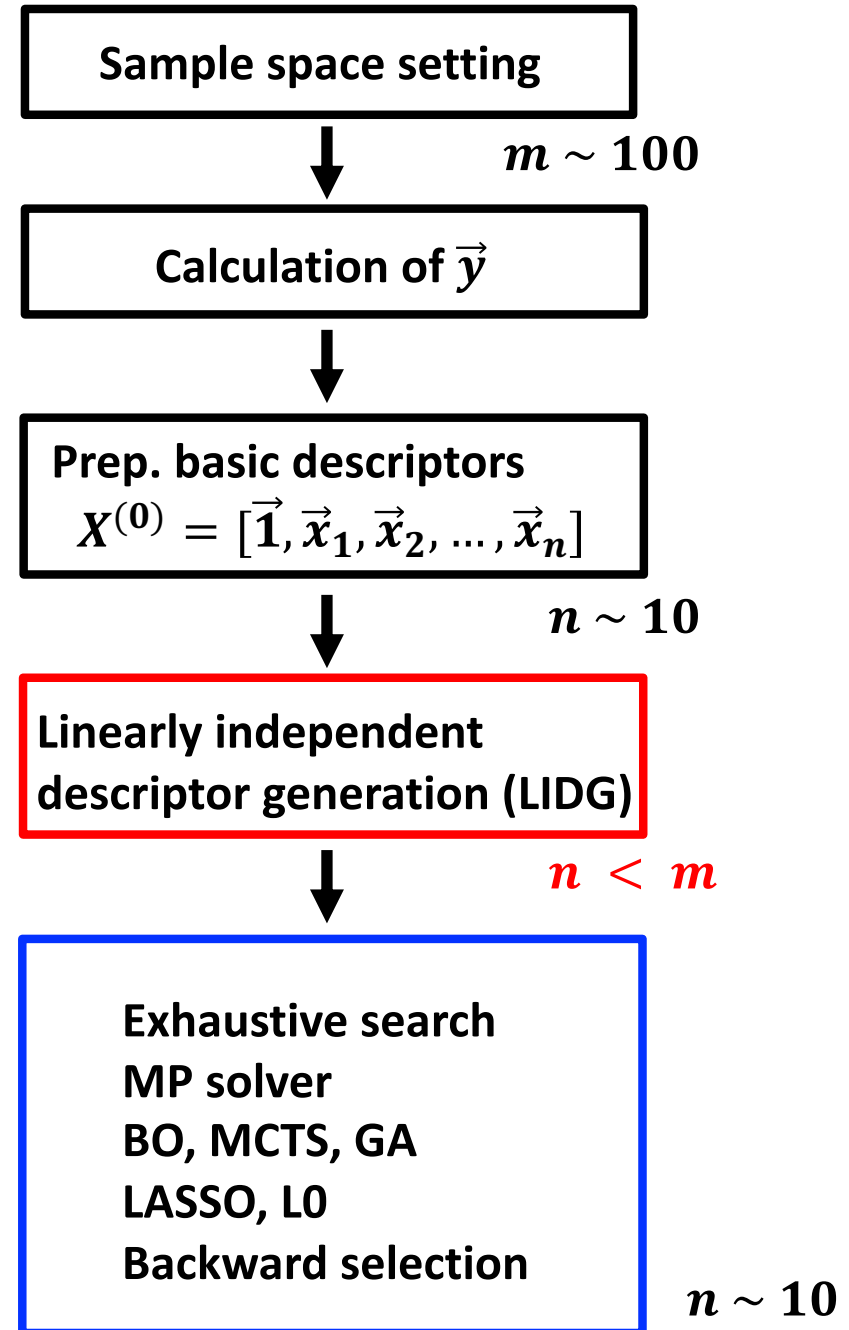 Sample space setting
m ~ 100
Calculation of y⃗
Prep. basic descriptors
X⁽⁰⁾ = [1⃗, x⃗₁, x⃗₂, …, x⃗ₙ]
n ~ 10
Linearly independent
descriptor generation (LIDG)
n < m
Exhaustive search
MP solver
BO, MCTS, GA
LASSO, L0
Backward selection
n ~ 10